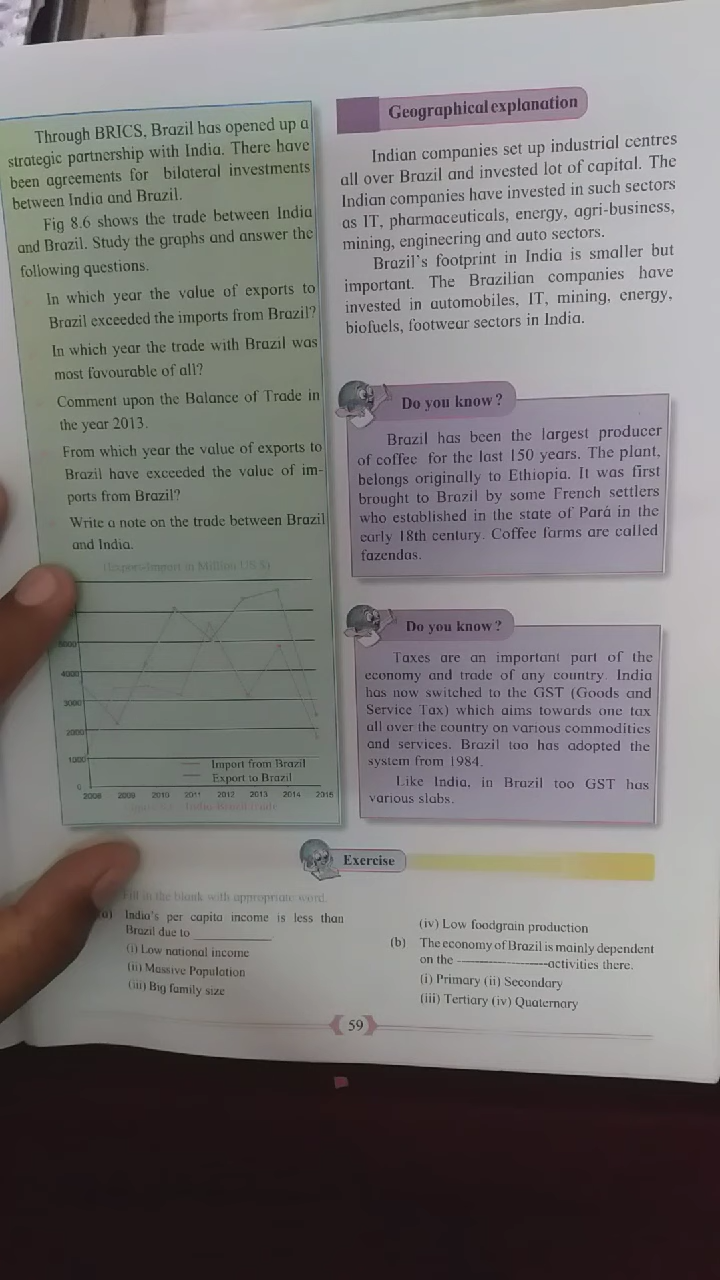 Through BRICS, Brazil has opened up a
strategic partnership with India. There have
been agreements for bilateral investments
between India and Brazil.
Fig 8.6 shows the trade between India
and Brazil. Study the graphs and answer the
following questions.
In which year the value of exports to
Brazil exceeded the imports from Brazil?
In which year the trade with Brazil was
most favourable of all?
Comment upon the Balance of Trade in
the year 2013.
From which year the value of exports to
Brazil have exceeded the value of im-
ports from Brazil?
Write a note on the trade between Brazil
and India.
(Export-Import in Million US $)
5000
4000
3000
2000
1000
0
2008 2009 2010 2011 2012 2013 2014 2015
Import from Brazil
Export to Brazil
India-Brazil trade
Geographical explanation
Indian companies set up industrial centres
all over Brazil and invested lot of capital. The
Indian companies have invested in such sectors
as IT, pharmaceuticals, energy, agri-business,
mining, engineering and auto sectors.
Brazil's footprint in India is smaller but
important. The Brazilian companies have
invested in automobiles, IT, mining, energy,
biofuels, footwear sectors in India.
Do you know?
Brazil has been the largest producer
of coffee for the last 150 years. The plant,
belongs originally to Ethiopia. It was first
brought to Brazil by some French settlers
who established in the state of Pará in the
early 18th century. Coffee farms are called
fazendas.
Do you know?
Taxes are an important part of the
economy and trade of any country. India
has now switched to the GST (Goods and
Service Tax) which aims towards one tax
all over the country on various commodities
and services. Brazil too has adopted the
system from 1984.
Like India, in Brazil too GST has
various slabs.
Exercise
Fill in the blank with appropriate word.
(a) India's per capita income is less than
Brazil due to ____________
(i) Low national income
(ii) Massive Population
(iii) Big family size
(iv) Low foodgrain production
(b) The economy of Brazil is mainly dependent
on the ----------------activities there.
(i) Primary (ii) Secondary
(iii) Tertiary (iv) Quaternary
59